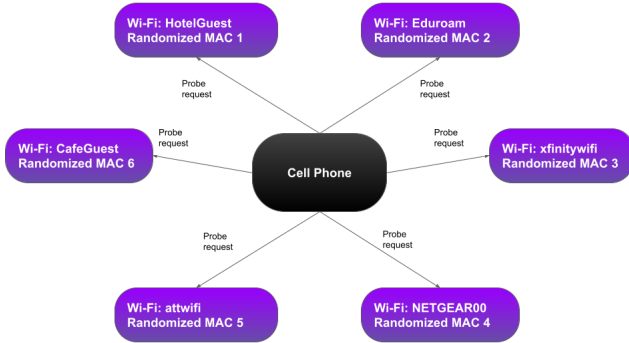 Wi-Fi: HotelGuest
Randomized MAC 1
Wi-Fi: Eduroam
Randomized MAC 2
Probe
request
Probe
request
Wi-Fi: CafeGuest
Randomized MAC 6
Probe
request
Cell Phone
Probe
request
Wi-Fi: xfinitywifi
Randomized MAC 3
Probe
request
Probe
request
Wi-Fi: attwifi
Randomized MAC 5
Wi-Fi: NETGEAR00
Randomized MAC 4